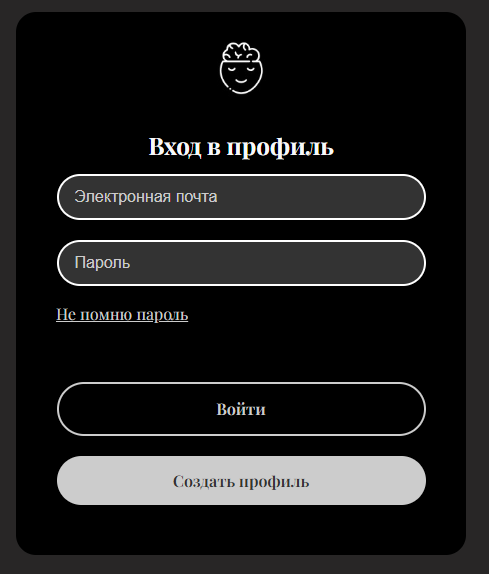 Вход в профиль
Электронная почта
Пароль
Не помню пароль
Войти
Создать профиль